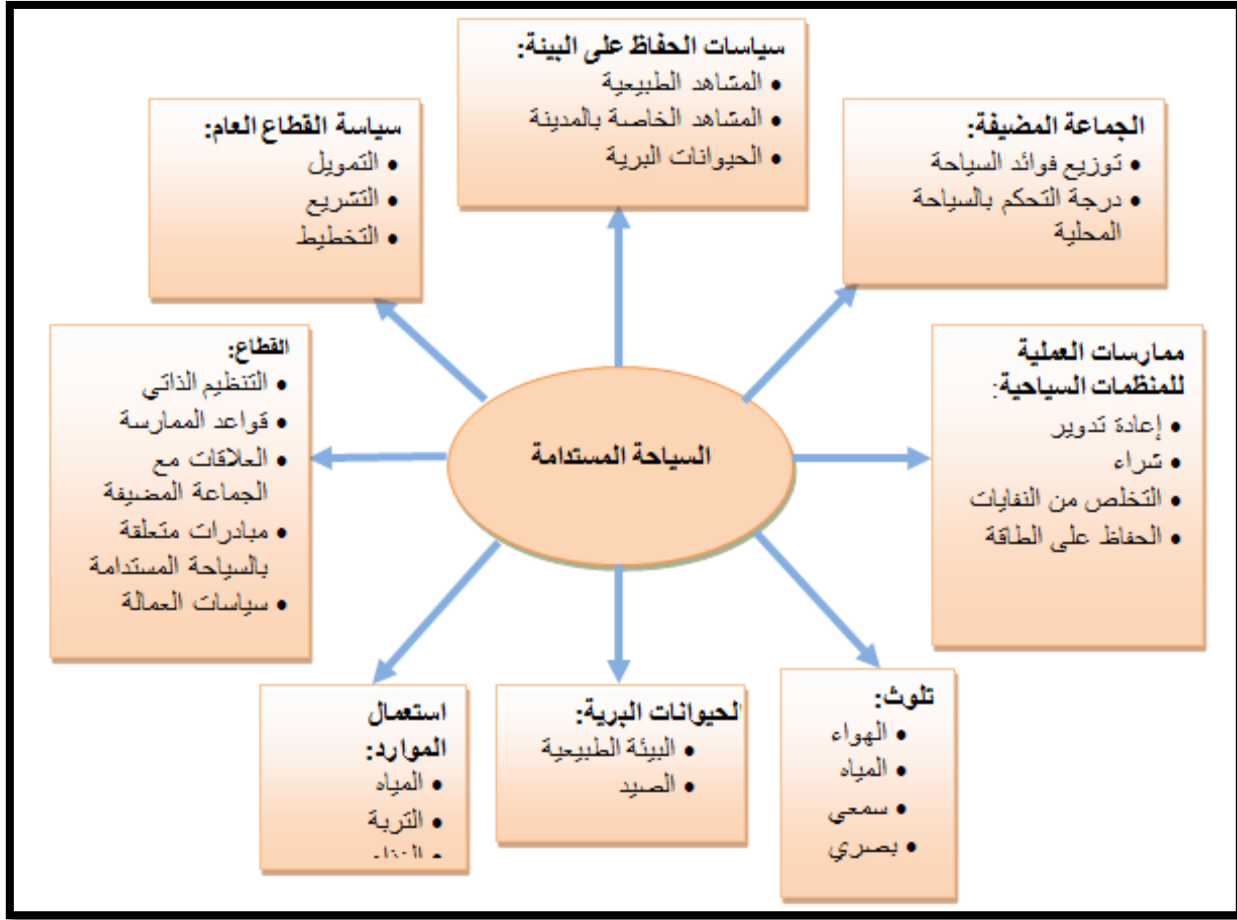 سياسات الحفاظ على البيئة:
• المشاهد الطبيعية
• المشاهد الخاصة بالمدينة
• الحيوانات البرية
الجماعة المضيفة:
• توزيع فوائد السياحة
• درجة التحكم بالسياحة
المحلية
سياسة القطاع العام:
• التمويل
• التشريع
• التخطيط
ممارسات العملية
للمنظمات السياحية:
• إعادة تدوير
• شراء
• التخلص من النفايات
• الحفاظ على الطاقة
القطاع:
• التنظيم الذاتي
• قواعد الممارسة
• العلاقات مع
الجماعة المضيفة
• مبادرات متعلقة
بالسياحة المستدامة
• سياسات العمالة
السياحة المستدامة
تلوث:
• الهواء
• المياه
• سمعي
• بصري
الحيوانات البرية:
• البيئة الطبيعية
• الصيد
استعمال
الموارد:
• المياه
• التربة